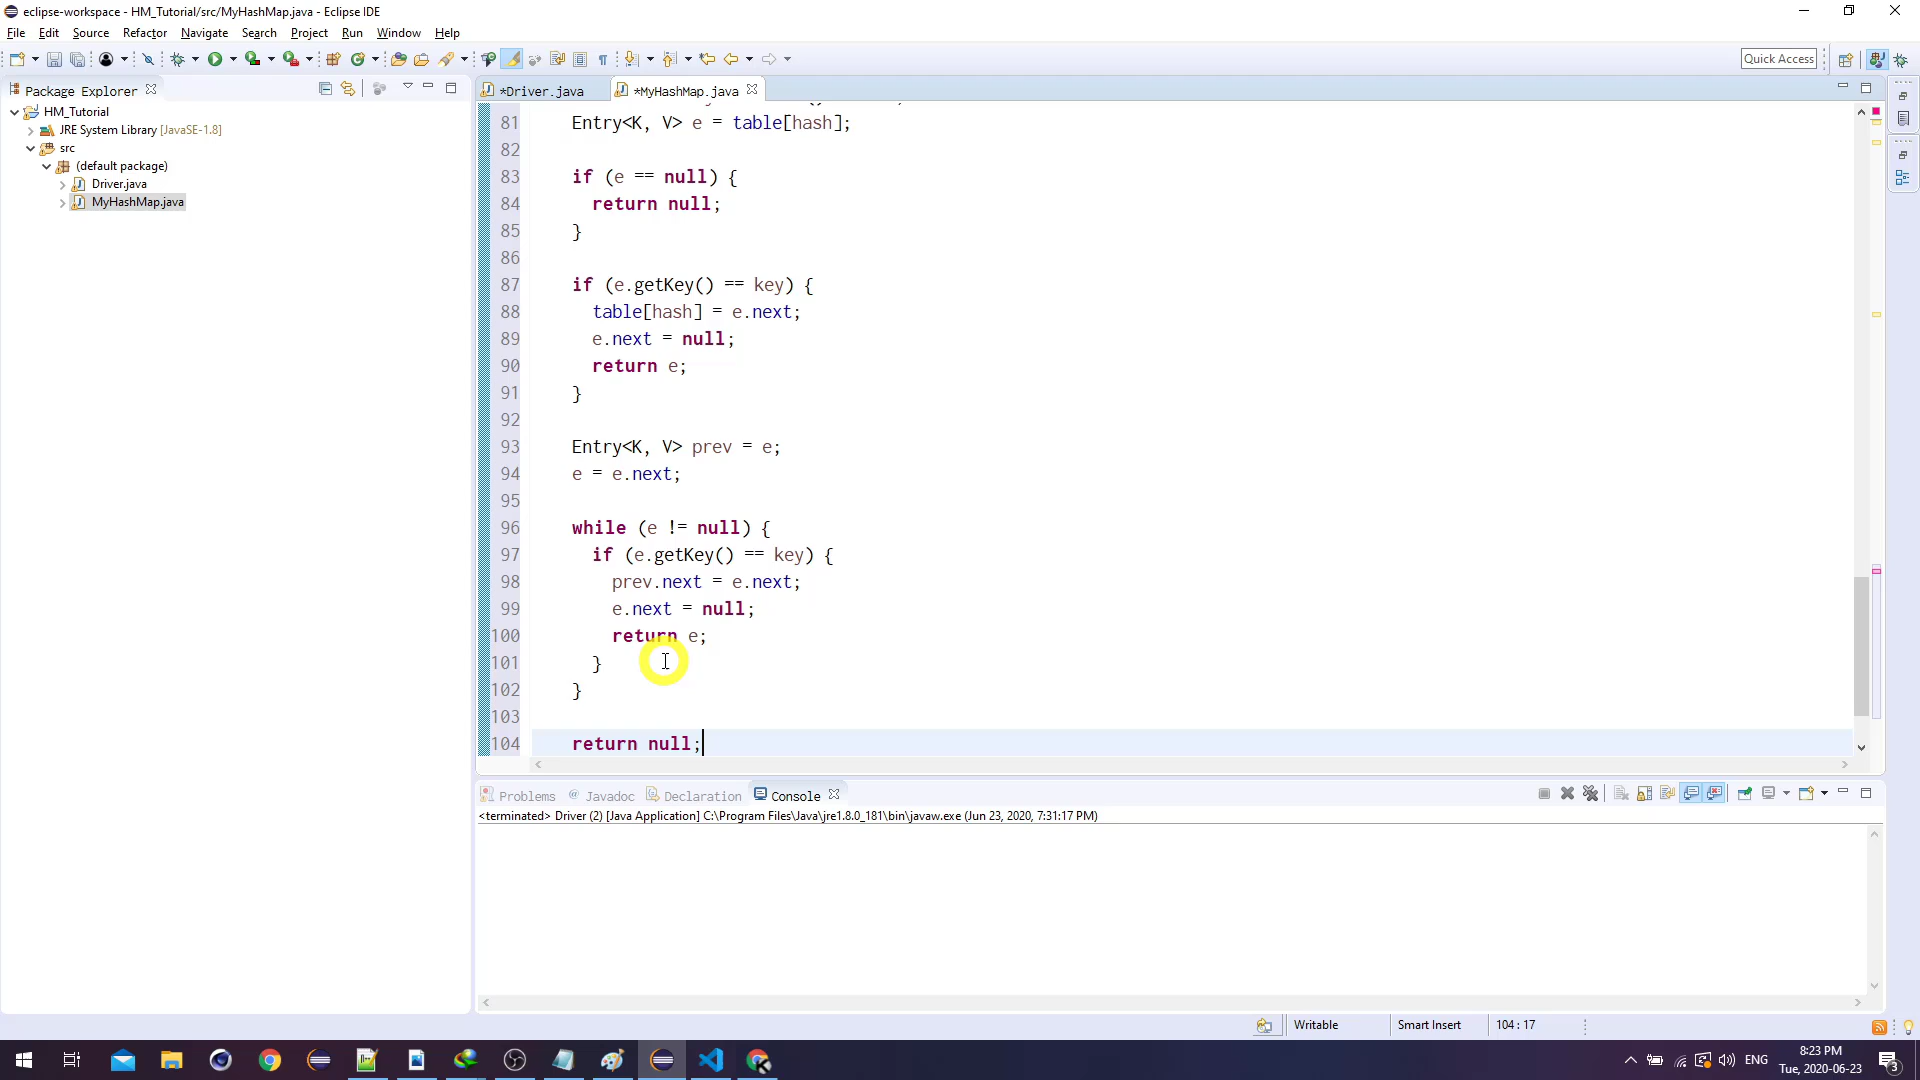 eclipse-workspace - HM_Tutorial/src/MyHashMap.java - Eclipse IDE
File Edit Source Refactor Navigate Search Project Run Window Help
Quick Access
Package Explorer
HM_Tutorial
JRE System Library [JavaSE-1.8]
src
(default package)
Driver.java
MyHashMap.java
*Driver.java *MyHashMap.java
81 Entry<K, V> e = table[hash];
82
83 if (e == null) {
84 return null;
85 }
86
87 if (e.getKey() == key) {
88 table[hash] = e.next;
89 e.next = null;
90 return e;
91 }
92
93 Entry<K, V> prev = e;
94 e = e.next;
95
96 while (e != null) {
97 if (e.getKey() == key) {
98 prev.next = e.next;
99 e.next = null;
100 return e;
101 }
102 }
103
104 return null;
Problems @ Javadoc Declaration Console
<terminated> Driver (2) [Java Application] C:\Program Files\Java\jre1.8.0_181\bin\javaw.exe (Jun 23, 2020, 7:31:17 PM)
Writable Smart Insert 104 : 17
ENG
8:23 PM
Tue, 2020-06-23
3